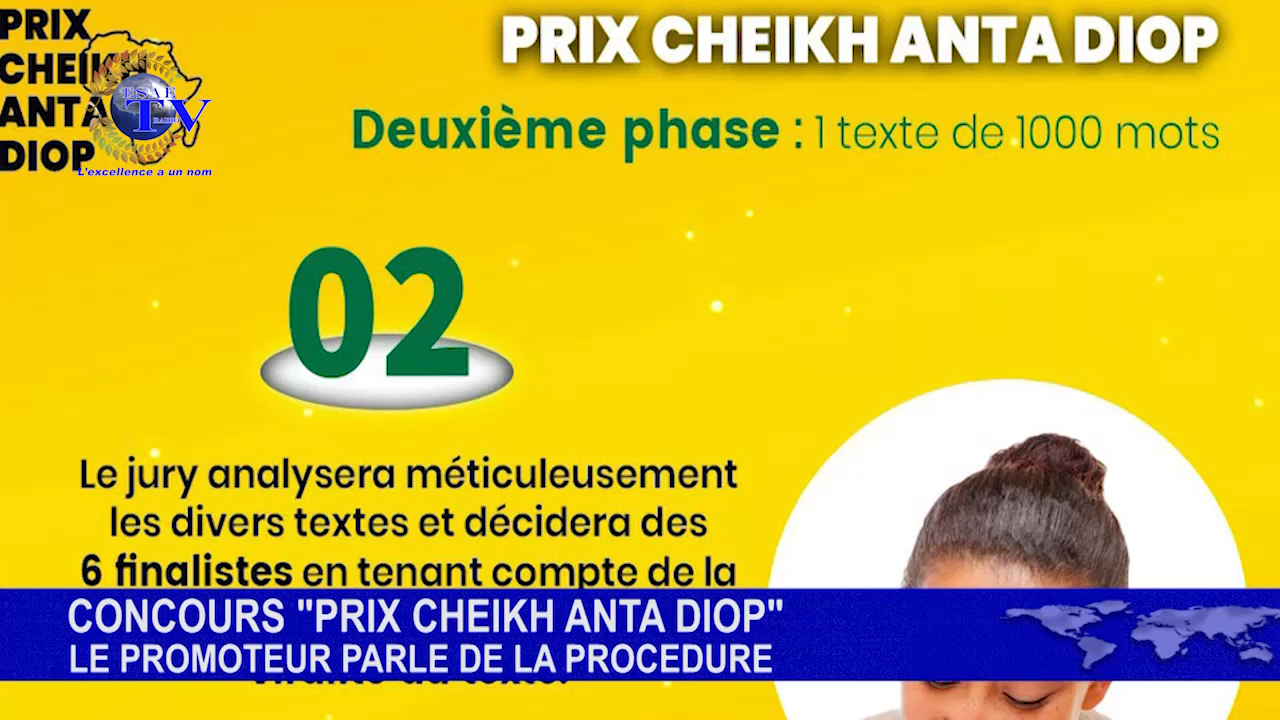 PRIX
CHEIKH
ANTA
DIOP
ESAE
TV
L'excellence a un nom
PRIX CHEIKH ANTA DIOP
Deuxième phase : 1 texte de 1000 mots
02
Le jury analysera méticuleusement
les divers textes et décidera des
6 finalistes en tenant compte de la
CONCOURS "PRIX CHEIKH ANTA DIOP"
LE PROMOTEUR PARLE DE LA PROCEDURE